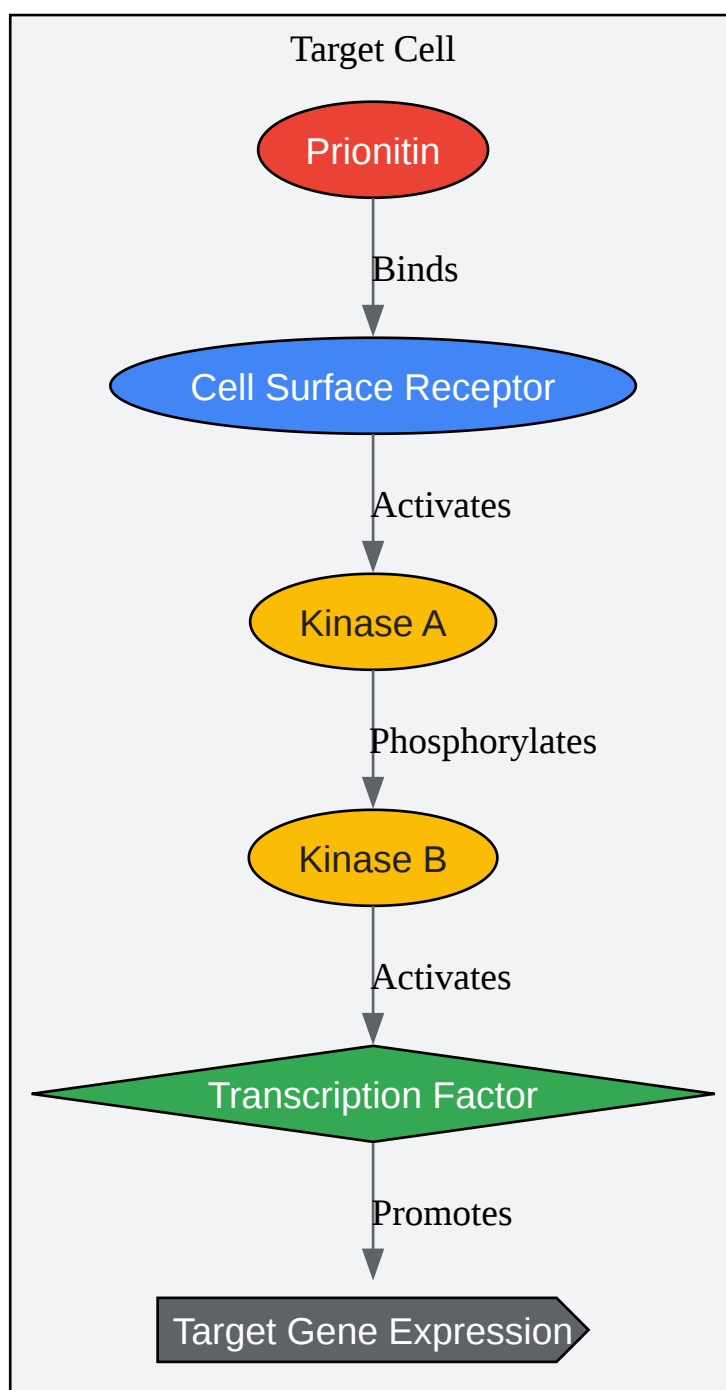 Target Cell
Prionitin
Binds
Cell Surface Receptor
Activates
Kinase A
Phosphorylates
Kinase B
Activates
Transcription Factor
Promotes
Target Gene Expression